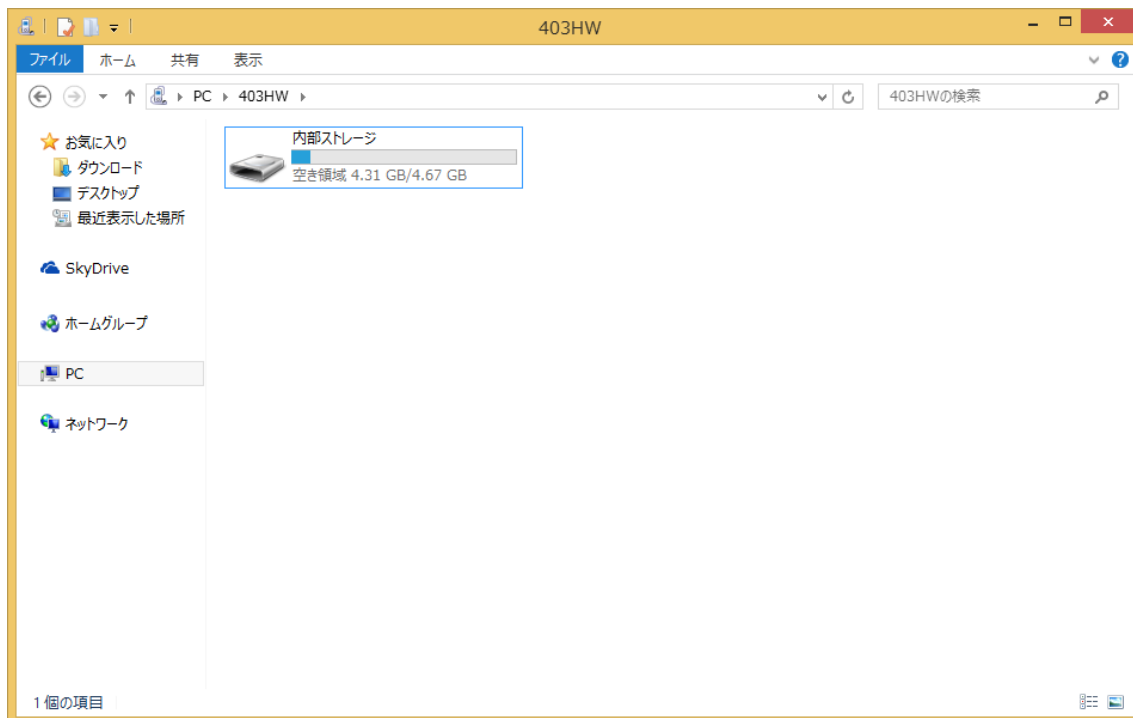 403HW
ファイル ホーム 共有 表示
PC 403HW 403HWの検索
お気に入り
ダウンロード
デスクトップ
最近表示した場所
SkyDrive
ホームグループ
PC
ネットワーク
内部ストレージ
空き領域 4.31 GB/4.67 GB
1 個の項目